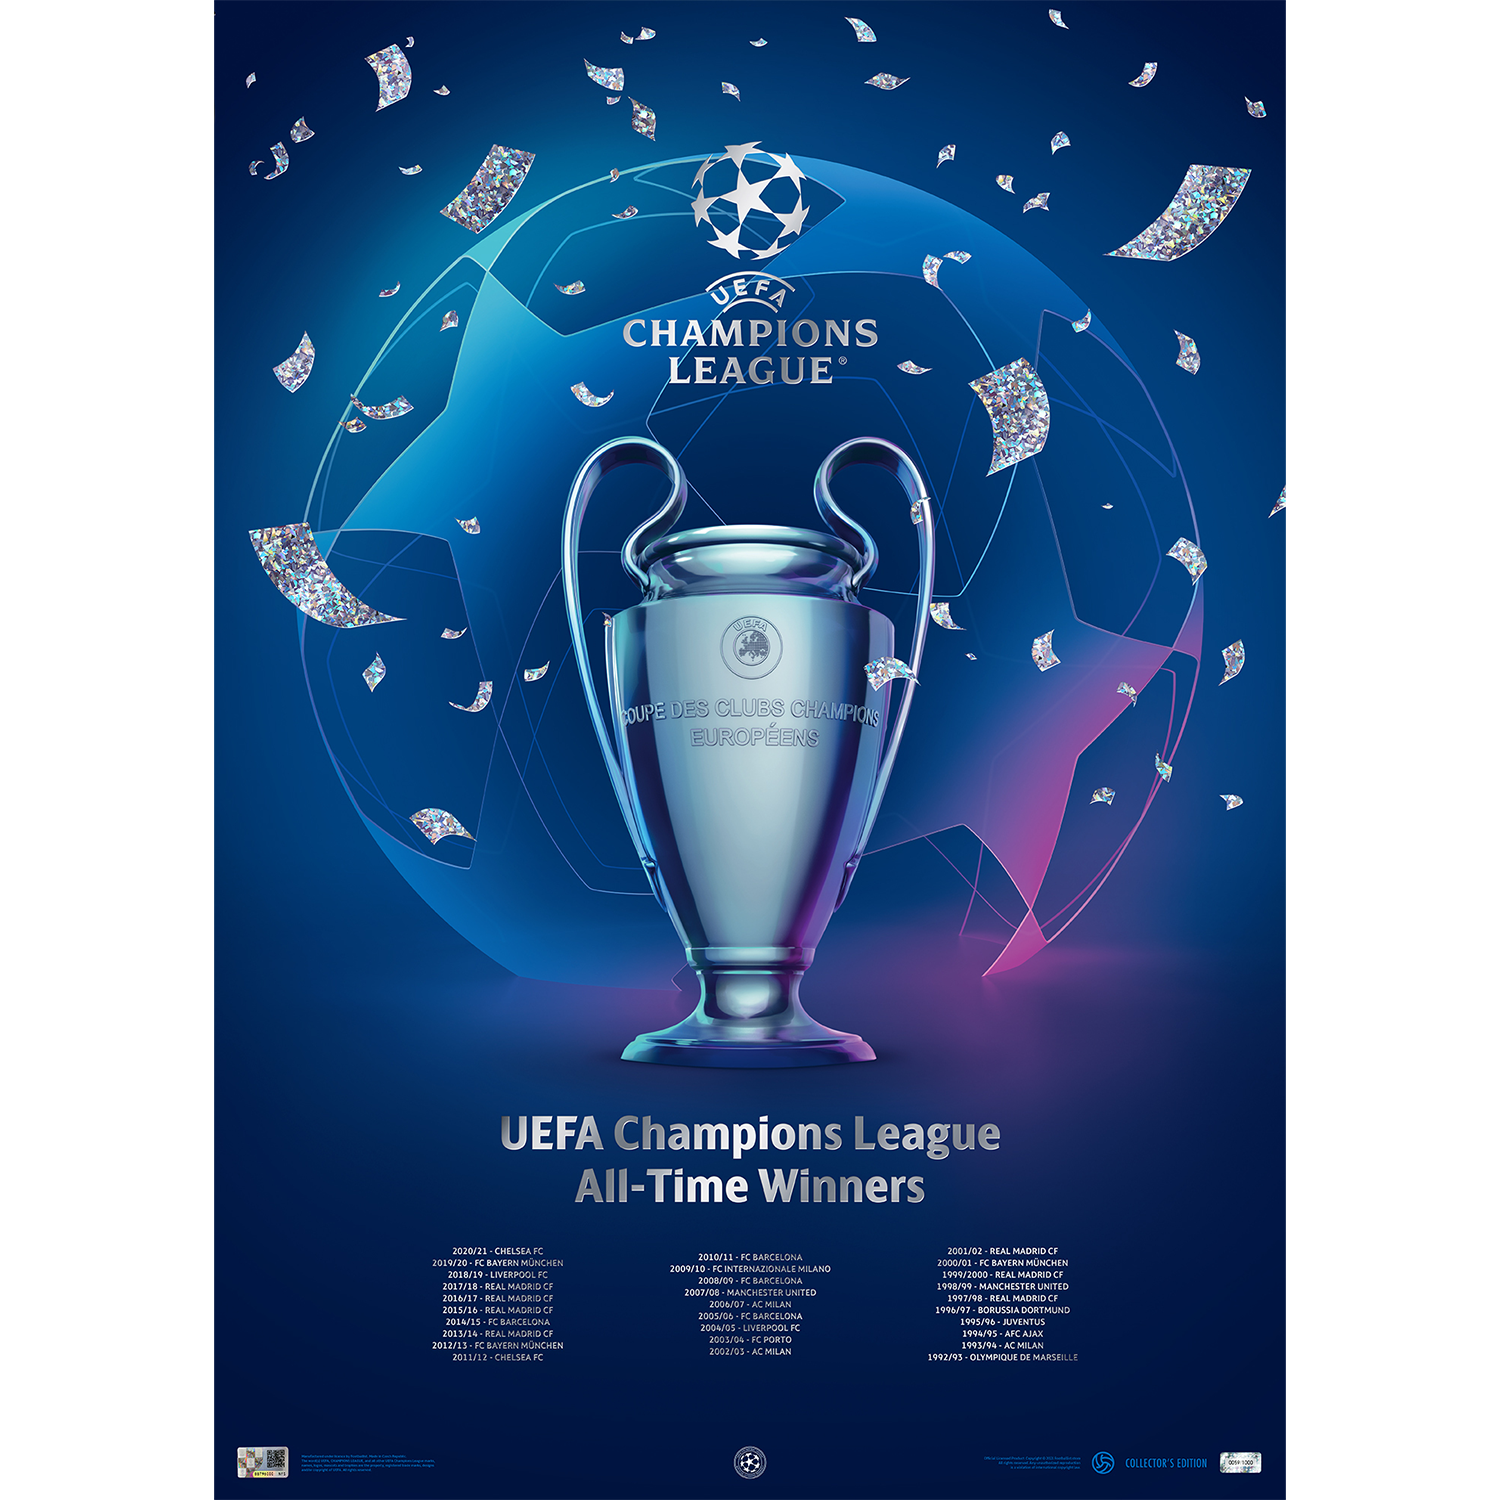 UEFA
CHAMPIONS
LEAGUE®
UEFA
COUPE DES CLUBS CHAMPIONS
EUROPÉENS
UEFA Champions League
All-Time Winners
2020/21 - CHELSEA FC
2019/20 - FC BAYERN MÜNCHEN
2018/19 - LIVERPOOL FC
2017/18 - REAL MADRID CF
2016/17 - REAL MADRID CF
2015/16 - REAL MADRID CF
2014/15 - FC BARCELONA
2013/14 - REAL MADRID CF
2012/13 - FC BAYERN MÜNCHEN
2011/12 - CHELSEA FC
2010/11 - FC BARCELONA
2009/10 - FC INTERNAZIONALE MILANO
2008/09 - FC BARCELONA
2007/08 - MANCHESTER UNITED
2006/07 - AC MILAN
2005/06 - FC BARCELONA
2004/05 - LIVERPOOL FC
2003/04 - FC PORTO
2002/03 - AC MILAN
2001/02 - REAL MADRID CF
2000/01 - FC BAYERN MÜNCHEN
1999/2000 - REAL MADRID CF
1998/99 - MANCHESTER UNITED
1997/98 - REAL MADRID CF
1996/97 - BORUSSIA DORTMUND
1995/96 - JUVENTUS
1994/95 - AFC AJAX
1993/94 - AC MILAN
1992/93 - OLYMPIQUE DE MARSEILLE
COLLECTOR'S EDITION